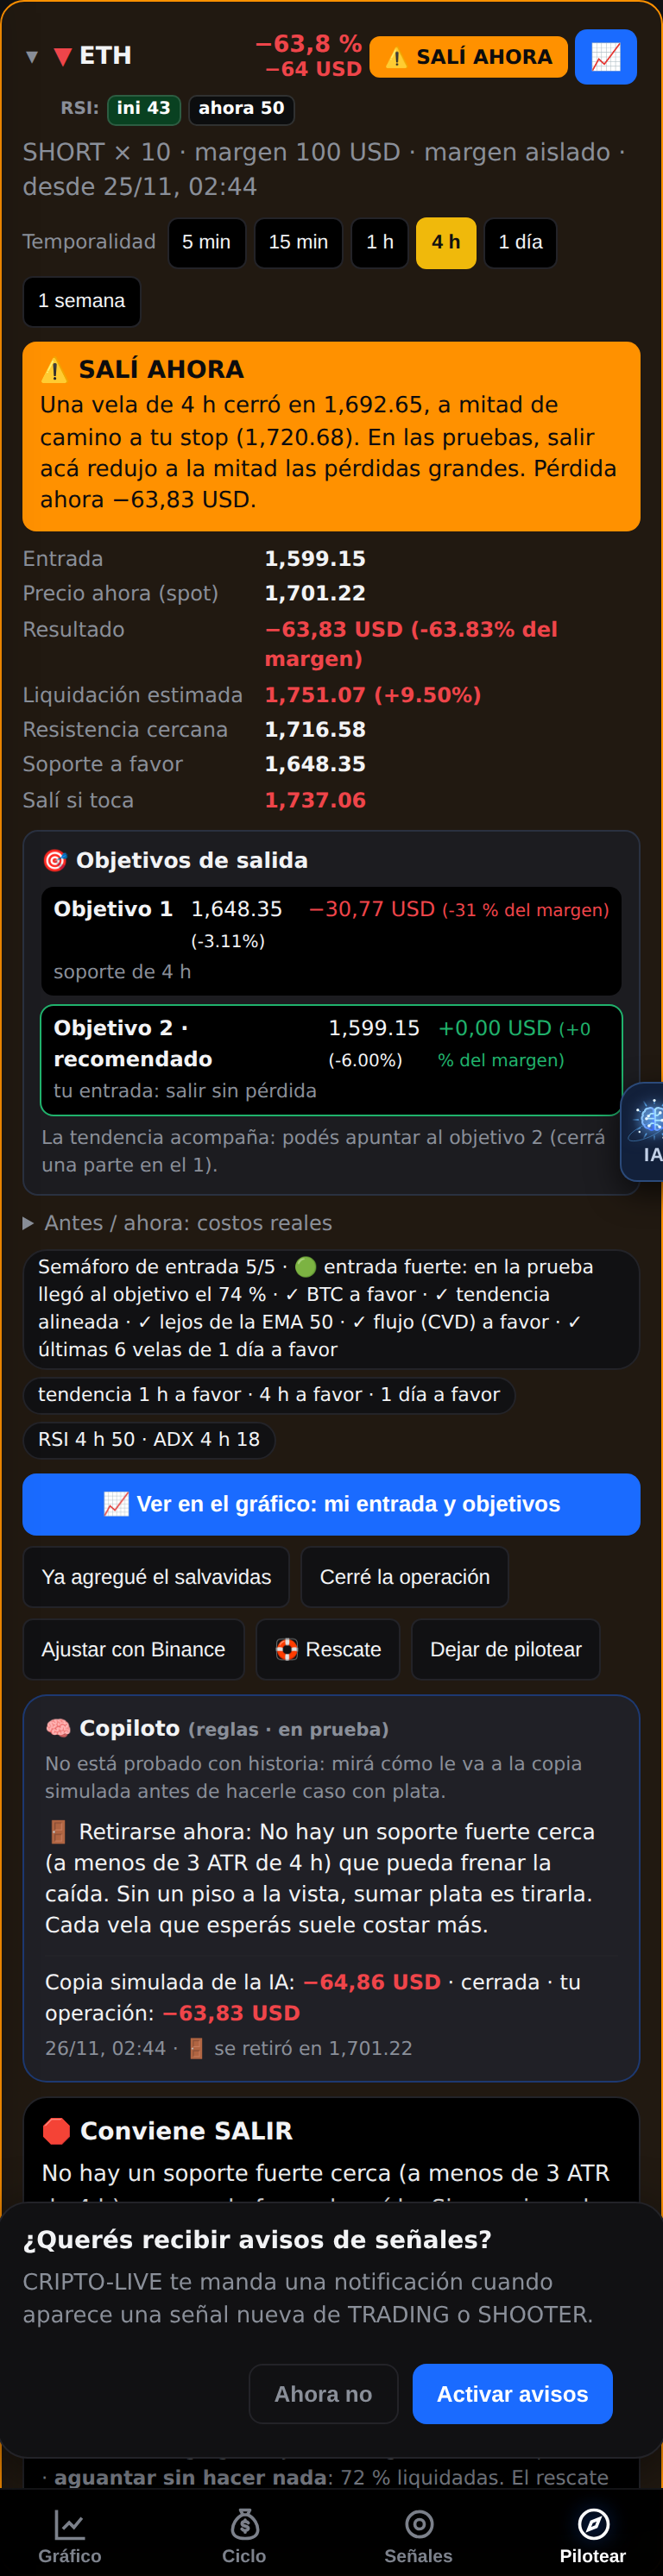 ETH
−63,8 %
−64 USD
SALÍ AHORA
RSI: ini 43 ahora 50
SHORT × 10 · margen 100 USD · margen aislado ·
desde 25/11, 02:44
Temporalidad 5 min 15 min 1 h 4 h 1 día
1 semana
SALÍ AHORA
Una vela de 4 h cerró en 1,692.65, a mitad de
camino a tu stop (1,720.68). En las pruebas, salir
acá redujo a la mitad las pérdidas grandes. Pérdida
ahora −63,83 USD.
Entrada 1,599.15
Precio ahora (spot) 1,701.22
Resultado −63,83 USD (-63.83% del
margen)
Liquidación estimada 1,751.07 (+9.50%)
Resistencia cercana 1,716.58
Soporte a favor 1,648.35
Salí si toca 1,737.06
Objetivos de salida
Objetivo 1 1,648.35 −30,77 USD (-31 % del margen)
(-3.11%)
soporte de 4 h
Objetivo 2 · 1,599.15 +0,00 USD (+0
recomendado (-6.00%) % del margen)
tu entrada: salir sin pérdida
La tendencia acompaña: podés apuntar al objetivo 2 (cerrá
una parte en el 1).
IA
Antes / ahora: costos reales
Semáforo de entrada 5/5 · 🟢 entrada fuerte: en la prueba
llegó al objetivo el 74 % · ✓ BTC a favor · ✓ tendencia
alineada · ✓ lejos de la EMA 50 · ✓ flujo (CVD) a favor · ✓
últimas 6 velas de 1 día a favor
tendencia 1 h a favor · 4 h a favor · 1 día a favor
RSI 4 h 50 · ADX 4 h 18
Ver en el gráfico: mi entrada y objetivos
Ya agregué el salvavidas Cerré la operación
Ajustar con Binance Rescate Dejar de pilotear
Copiloto (reglas · en prueba)
No está probado con historia: mirá cómo le va a la copia
simulada antes de hacerle caso con plata.
Retirarse ahora: No hay un soporte fuerte cerca
(a menos de 3 ATR de 4 h) que pueda frenar la
caída. Sin un piso a la vista, sumar plata es tirarla.
Cada vela que esperás suele costar más.
Copia simulada de la IA: −64,86 USD · cerrada · tu
operación: −63,83 USD
26/11, 02:44 · 🚪 se retiró en 1,701.22
Conviene SALIR
No hay un soporte fuerte cerca (a menos de 3 ATR
¿Querés recibir avisos de señales?
CRIPTO-LIVE te manda una notificación cuando
aparece una señal nueva de TRADING o SHOOTER.
Ahora no Activar avisos
· aguantar sin hacer nada: 72 % liquidadas. El rescate
Gráfico Ciclo Señales Pilotear